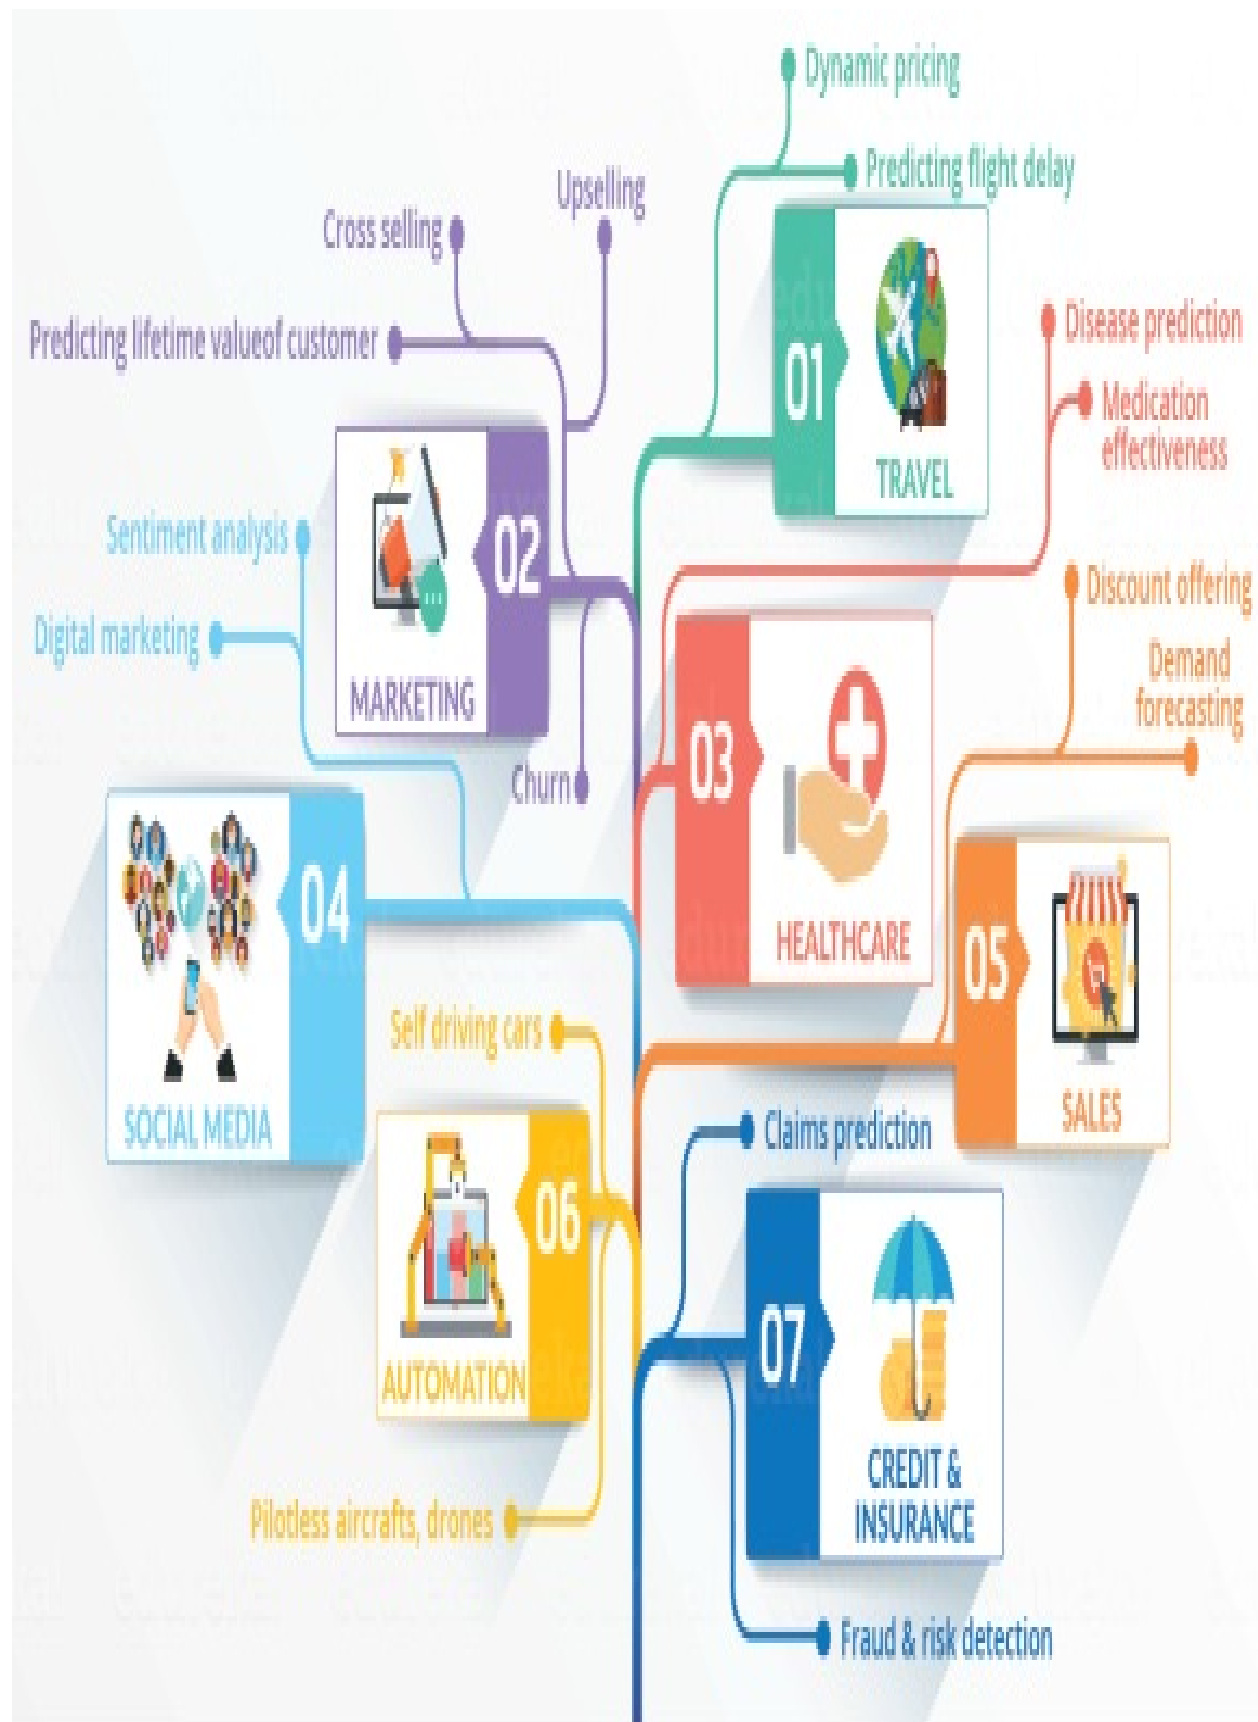 Dynamic pricing
Predicting flight delay
01
TRAVEL
Upselling
Cross selling
Predicting lifetime valueof customer
02
MARKETING
Churn
Disease prediction
Medication
effectiveness
03
HEALTHCARE
Sentiment analysis
Digital marketing
04
SOCIAL MEDIA
Discount offering
Demand
forecasting
05
SALES
Self driving cars
06
AUTOMATION
Pilotless aircrafts, drones
Claims prediction
07
CREDIT &
INSURANCE
Fraud & risk detection